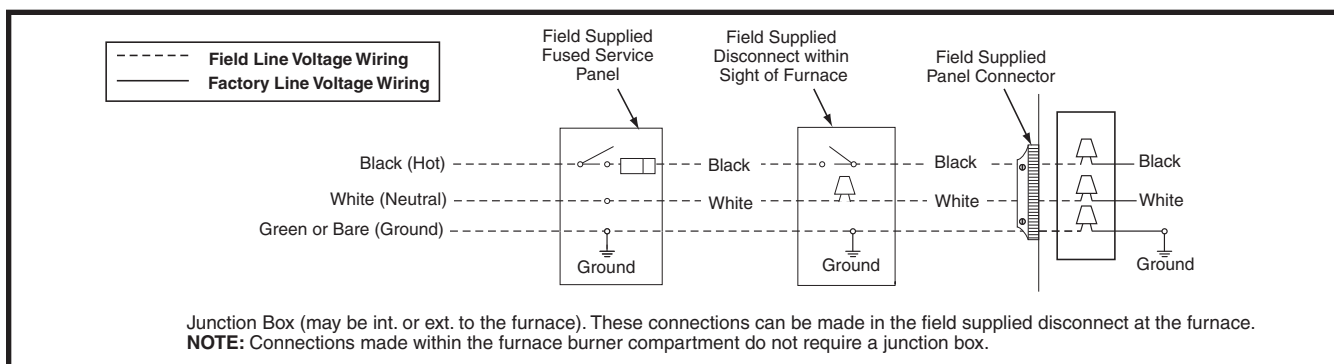 Field Line Voltage Wiring
Factory Line Voltage Wiring
Field Supplied
Fused Service
Panel
Field Supplied
Disconnect within
Sight of Furnace
Field Supplied
Panel Connector
Black (Hot)
Black
Black
Black
White (Neutral)
White
White
White
Green or Bare (Ground)
Ground
Ground
Ground
Junction Box (may be int. or ext. to the furnace). These connections can be made in the field supplied disconnect at the furnace.
NOTE: Connections made within the furnace burner compartment do not require a junction box.